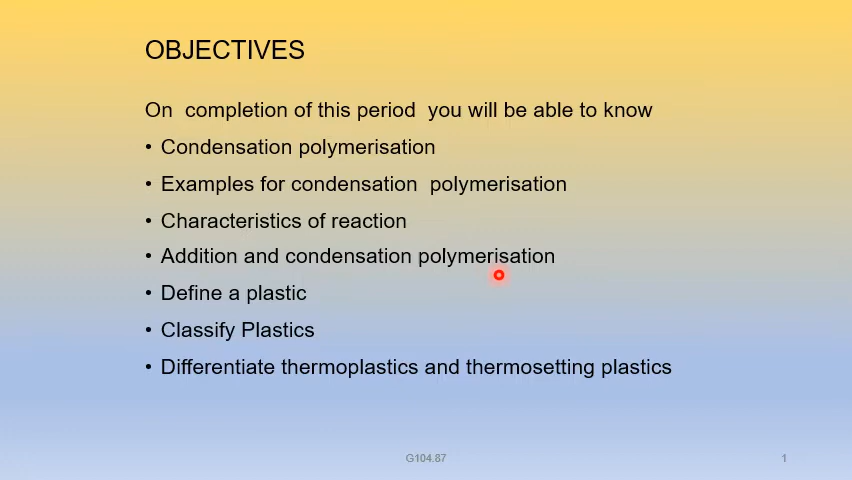 OBJECTIVES
On completion of this period you will be able to know
• Condensation polymerisation
• Examples for condensation polymerisation
• Characteristics of reaction
• Addition and condensation polymerisation
• Define a plastic
• Classify Plastics
• Differentiate thermoplastics and thermosetting plastics
G104.87
1